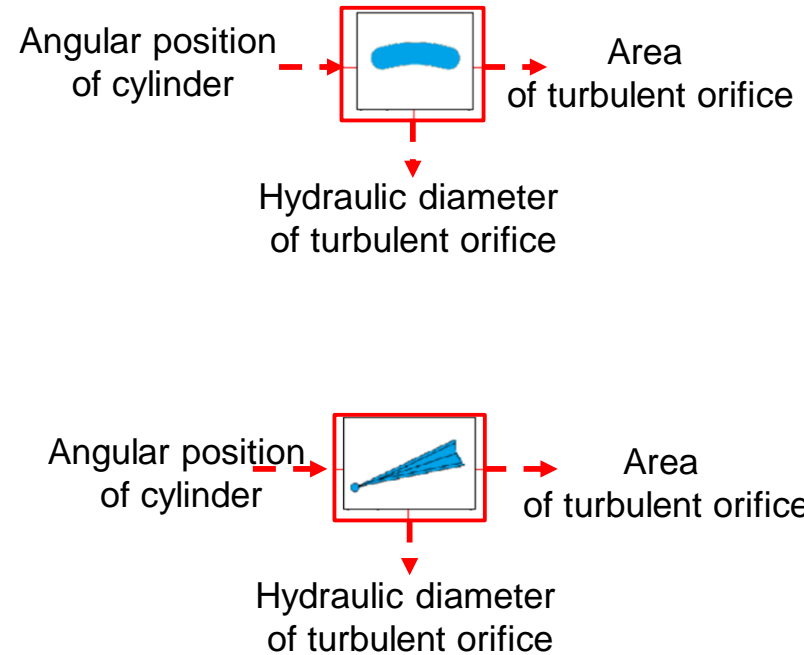 Angular position
of cylinder
Area
of turbulent orifice
Hydraulic diameter
of turbulent orifice
Angular position
of cylinder
Area
of turbulent orifice
Hydraulic diameter
of turbulent orifice